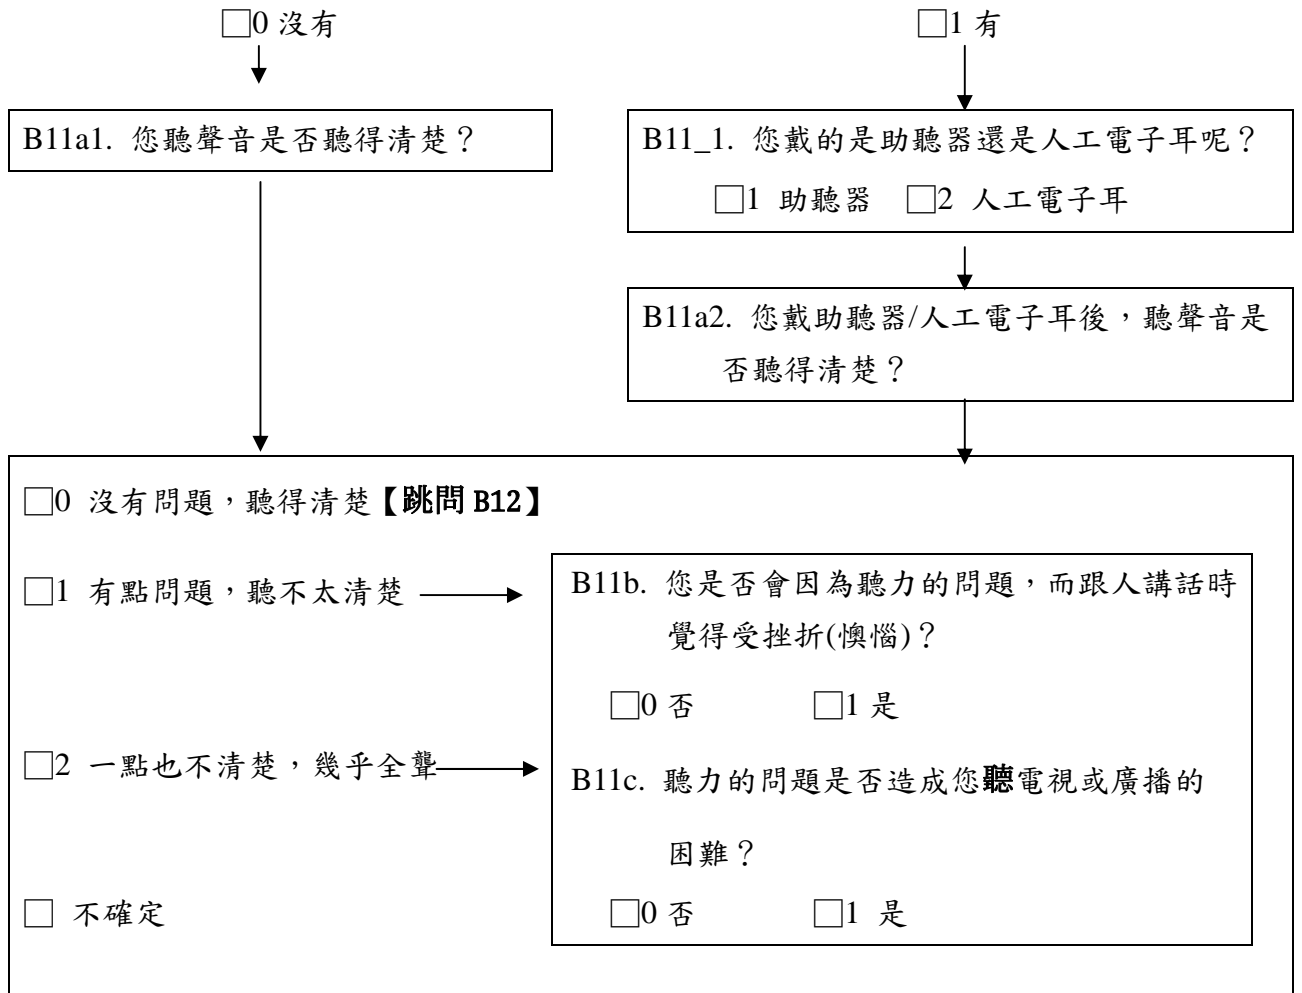 □0 沒有
□1 有
B11a1. 您聽聲音是否聽得清楚？
B11_1. 您戴的是助聽器還是人工電子耳呢？
□1 助聽器 □2 人工電子耳
B11a2. 您戴助聽器/人工電子耳後，聽聲音是
否聽得清楚？
□0 沒有問題，聽得清楚【跳問 B12】
□1 有點問題，聽不太清楚
□2 一點也不清楚，幾乎全聾
□ 不確定
B11b. 您是否會因為聽力的問題，而跟人講話時
覺得受挫折(懊惱)？
□0 否 □1 是
B11c. 聽力的問題是否造成您聽電視或廣播的
困難？
□0 否 □1 是